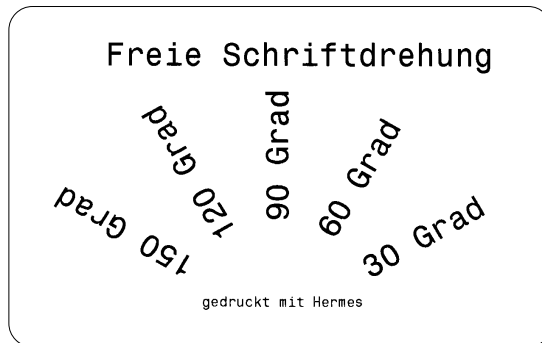 Freie Schriftdrehung
150 Grad
120 Grad
90 Grad
60 Grad
30 Grad
gedruckt mit Hermes